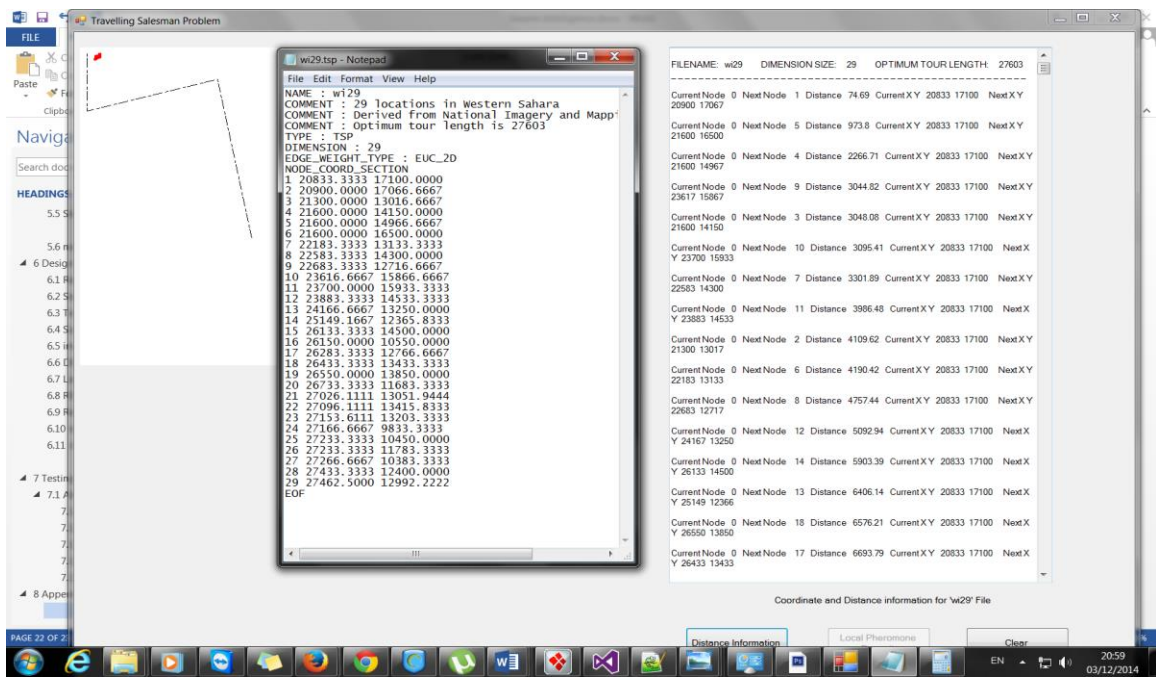 Travelling Salesman Problem
FILE
Paste
Clipbo
Naviga
Search doc
HEADINGS
5.5 S
5.6 n
6 Desig
6.1 R
6.2 S
6.3 T
6.4 S
6.5 in
6.6 D
6.7 L
6.8 R
6.9 R
6.10
6.11
7 Testin
7.1 A
8 Apper
PAGE 22 OF 2
wi29.tsp - Notepad
File Edit Format View Help
NAME : wi29
COMMENT : 29 locations in Western Sahara
COMMENT : Derived from National Imagery and Mapp
COMMENT : Optimum tour length is 27603
TYPE : TSP
DIMENSION : 29
EDGE_WEIGHT_TYPE : EUC_2D
NODE_COORD_SECTION
1 20833.3333 17100.0000
2 20900.0000 17066.6667
3 21300.0000 13016.6667
4 21600.0000 14150.0000
5 21600.0000 14966.6667
6 21600.0000 16500.0000
7 22183.3333 13133.3333
8 22583.3333 14300.0000
9 22683.3333 12716.6667
10 23616.6667 15866.6667
11 23700.0000 15933.3333
12 23883.3333 14533.3333
13 24166.6667 13250.0000
14 25149.1667 12365.8333
15 26133.3333 14500.0000
16 26150.0000 10550.0000
17 26283.3333 12766.6667
18 26433.3333 13433.3333
19 26550.0000 13850.0000
20 26733.3333 11683.3333
21 27026.1111 13051.9444
22 27096.1111 13415.8333
23 27153.6111 13203.3333
24 27166.6667 9833.3333
25 27233.3333 10450.0000
26 27233.3333 11783.3333
27 27266.6667 10383.3333
28 27433.3333 12400.0000
29 27462.5000 12992.2222
EOF
FILENAME: wi29 DIMENSION SIZE: 29 OPTIMUM TOUR LENGTH: 27603
Current Node 0 Next Node 1 Distance 74.69 Current X Y 20833 17100 Next X Y
20900 17067
Current Node 0 Next Node 5 Distance 973.8 Current X Y 20833 17100 Next X Y
21600 16500
Current Node 0 Next Node 4 Distance 2266.71 Current X Y 20833 17100 Next X Y
21600 14967
Current Node 0 Next Node 9 Distance 3044.82 Current X Y 20833 17100 Next X Y
23617 15867
Current Node 0 Next Node 3 Distance 3048.08 Current X Y 20833 17100 Next X Y
21600 14150
Current Node 0 Next Node 10 Distance 3095.41 Current X Y 20833 17100 Next X
Y 23700 15933
Current Node 0 Next Node 7 Distance 3301.89 Current X Y 20833 17100 Next X Y
22583 14300
Current Node 0 Next Node 11 Distance 3986.48 Current X Y 20833 17100 Next X
Y 23883 14533
Current Node 0 Next Node 2 Distance 4109.62 Current X Y 20833 17100 Next X Y
21300 13017
Current Node 0 Next Node 6 Distance 4190.42 Current X Y 20833 17100 Next X Y
22183 13133
Current Node 0 Next Node 8 Distance 4757.44 Current X Y 20833 17100 Next X Y
22683 12717
Current Node 0 Next Node 12 Distance 5092.94 Current X Y 20833 17100 Next X
Y 24167 13250
Current Node 0 Next Node 14 Distance 5903.39 Current X Y 20833 17100 Next X
Y 26133 14500
Current Node 0 Next Node 13 Distance 6406.14 Current X Y 20833 17100 Next X
Y 25149 12366
Current Node 0 Next Node 18 Distance 6576.21 Current X Y 20833 17100 Next X
Y 26550 13850
Current Node 0 Next Node 17 Distance 6693.79 Current X Y 20833 17100 Next X
Y 26433 13433
Coordinate and Distance information for 'wi29' File
Distance Information
Local Pheromone
Clear
EN
20:59
03/12/2014